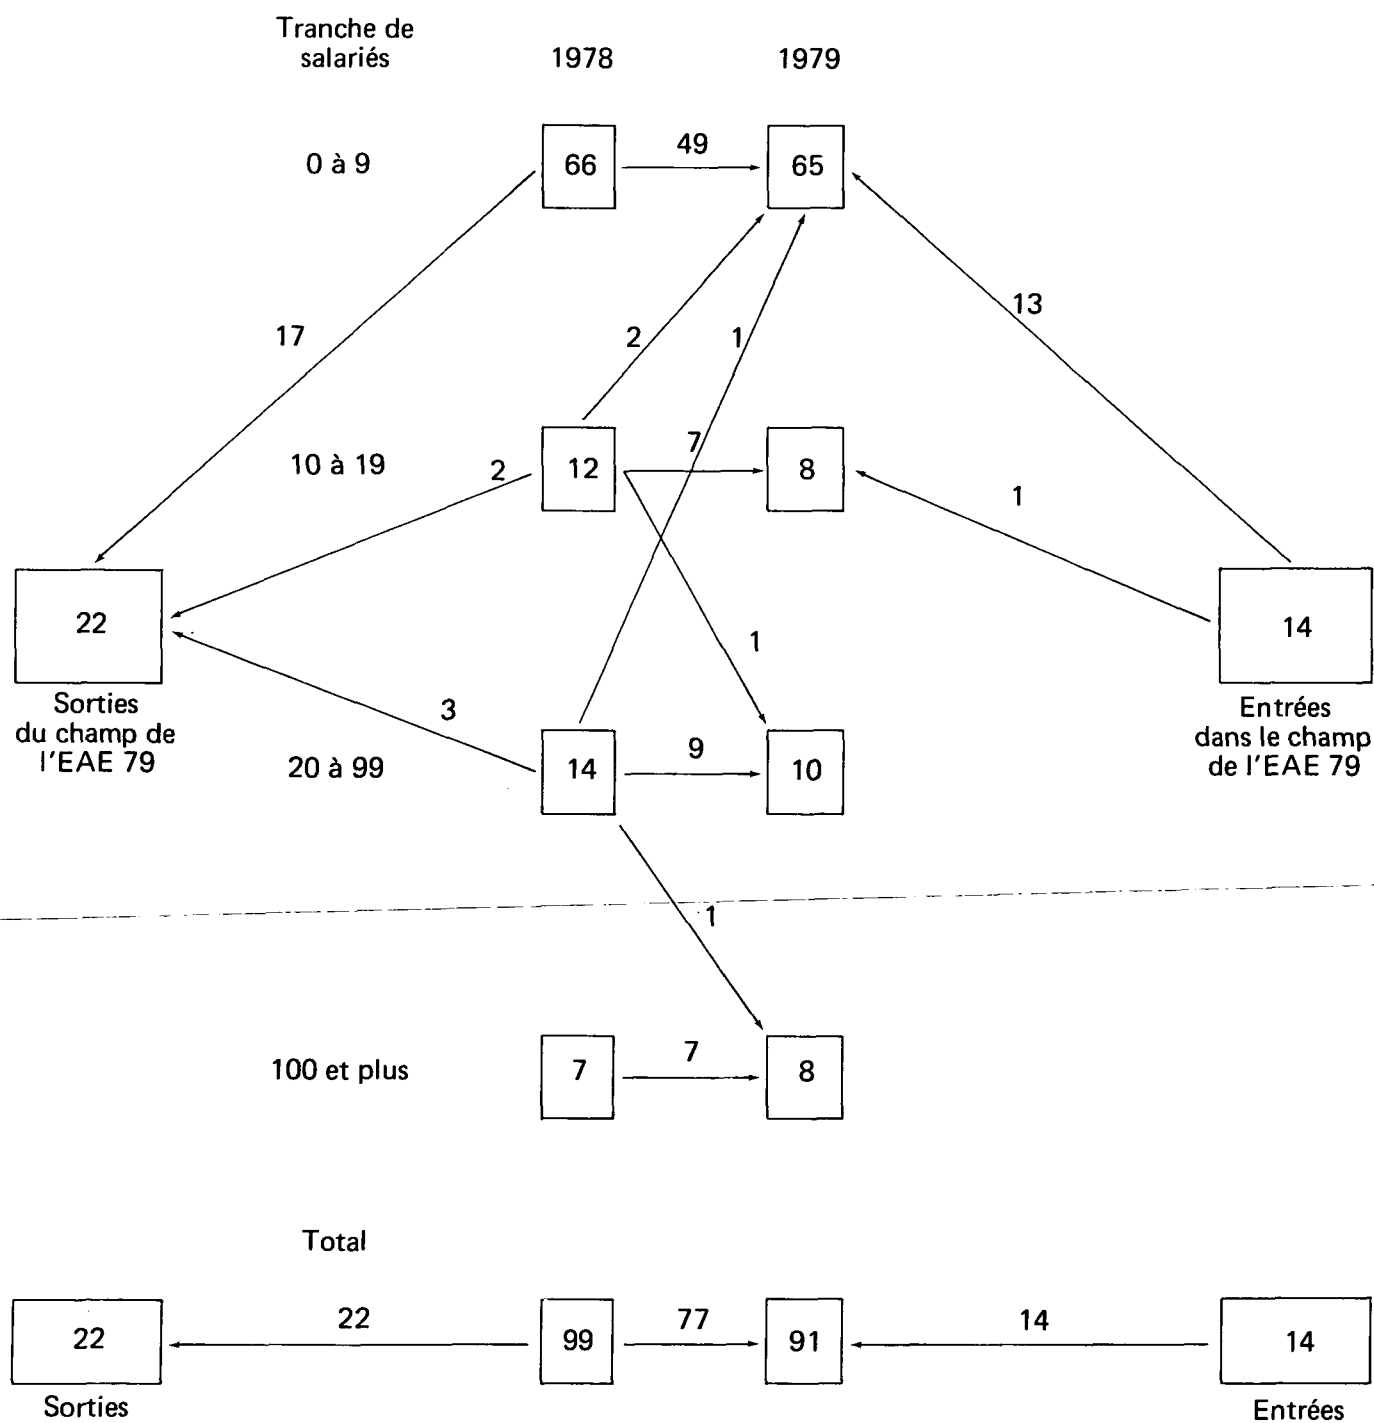 Tranche de
salariés
1978
1979
0 à 9
66
49
65
17
2
1
13
10 à 19
2
12
7
8
1
22
Sorties
du champ de
l'EAE 79
14
Entrées
dans le champ
de l'EAE 79
1
3
20 à 99
14
9
10
1
100 et plus
7
7
8
Total
22
22
99
77
91
14
14
Sorties
Entrées